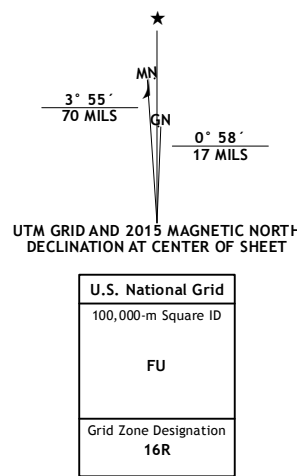 MN
3° 55´
70 MILS
GN
0° 58´
17 MILS
UTM GRID AND 2015 MAGNETIC NORTH
DECLINATION AT CENTER OF SHEET
U.S. National Grid
100,000-m Square ID
FU
Grid Zone Designation
16R